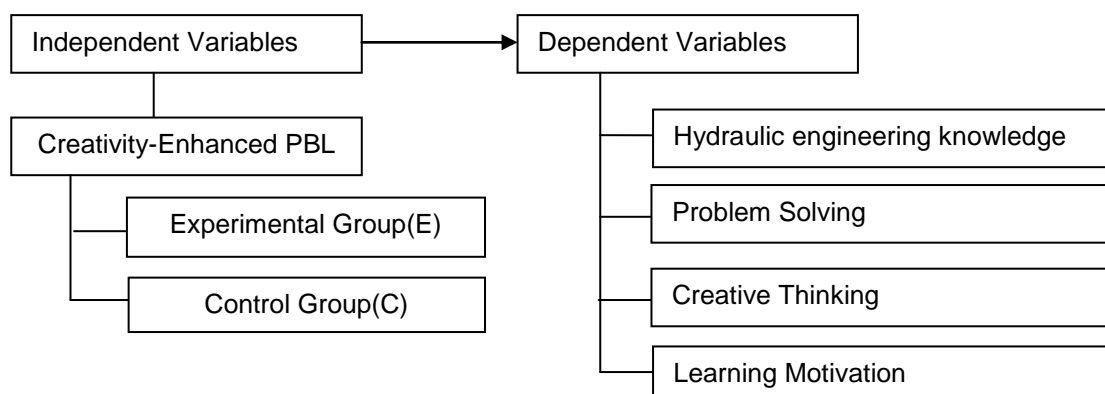 Independent Variables
Dependent Variables
Creativity-Enhanced PBL
Experimental Group(E)
Control Group(C)
Hydraulic engineering knowledge
Problem Solving
Creative Thinking
Learning Motivation